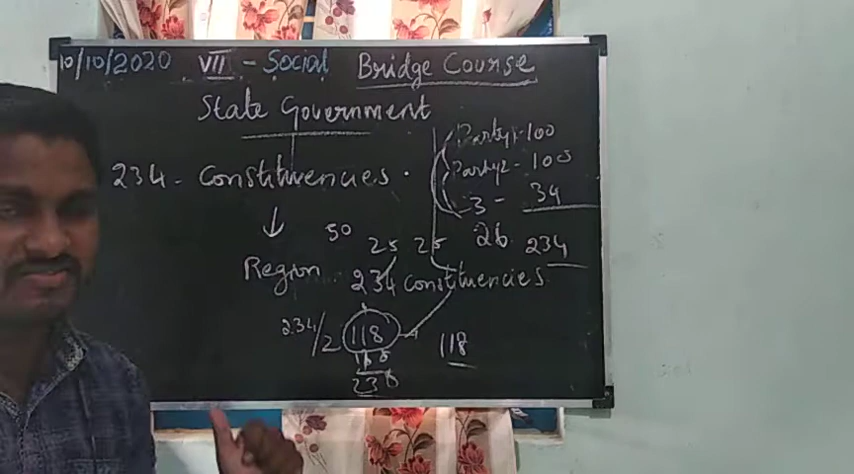 10/10/2020 VII - Social Bridge Course
State Government
Party1-100
Party2 - 100
3 - 34
234
234 - Constituencies.
50
25 25 26
Region 234 constituencies
234/2 118 118
118
236